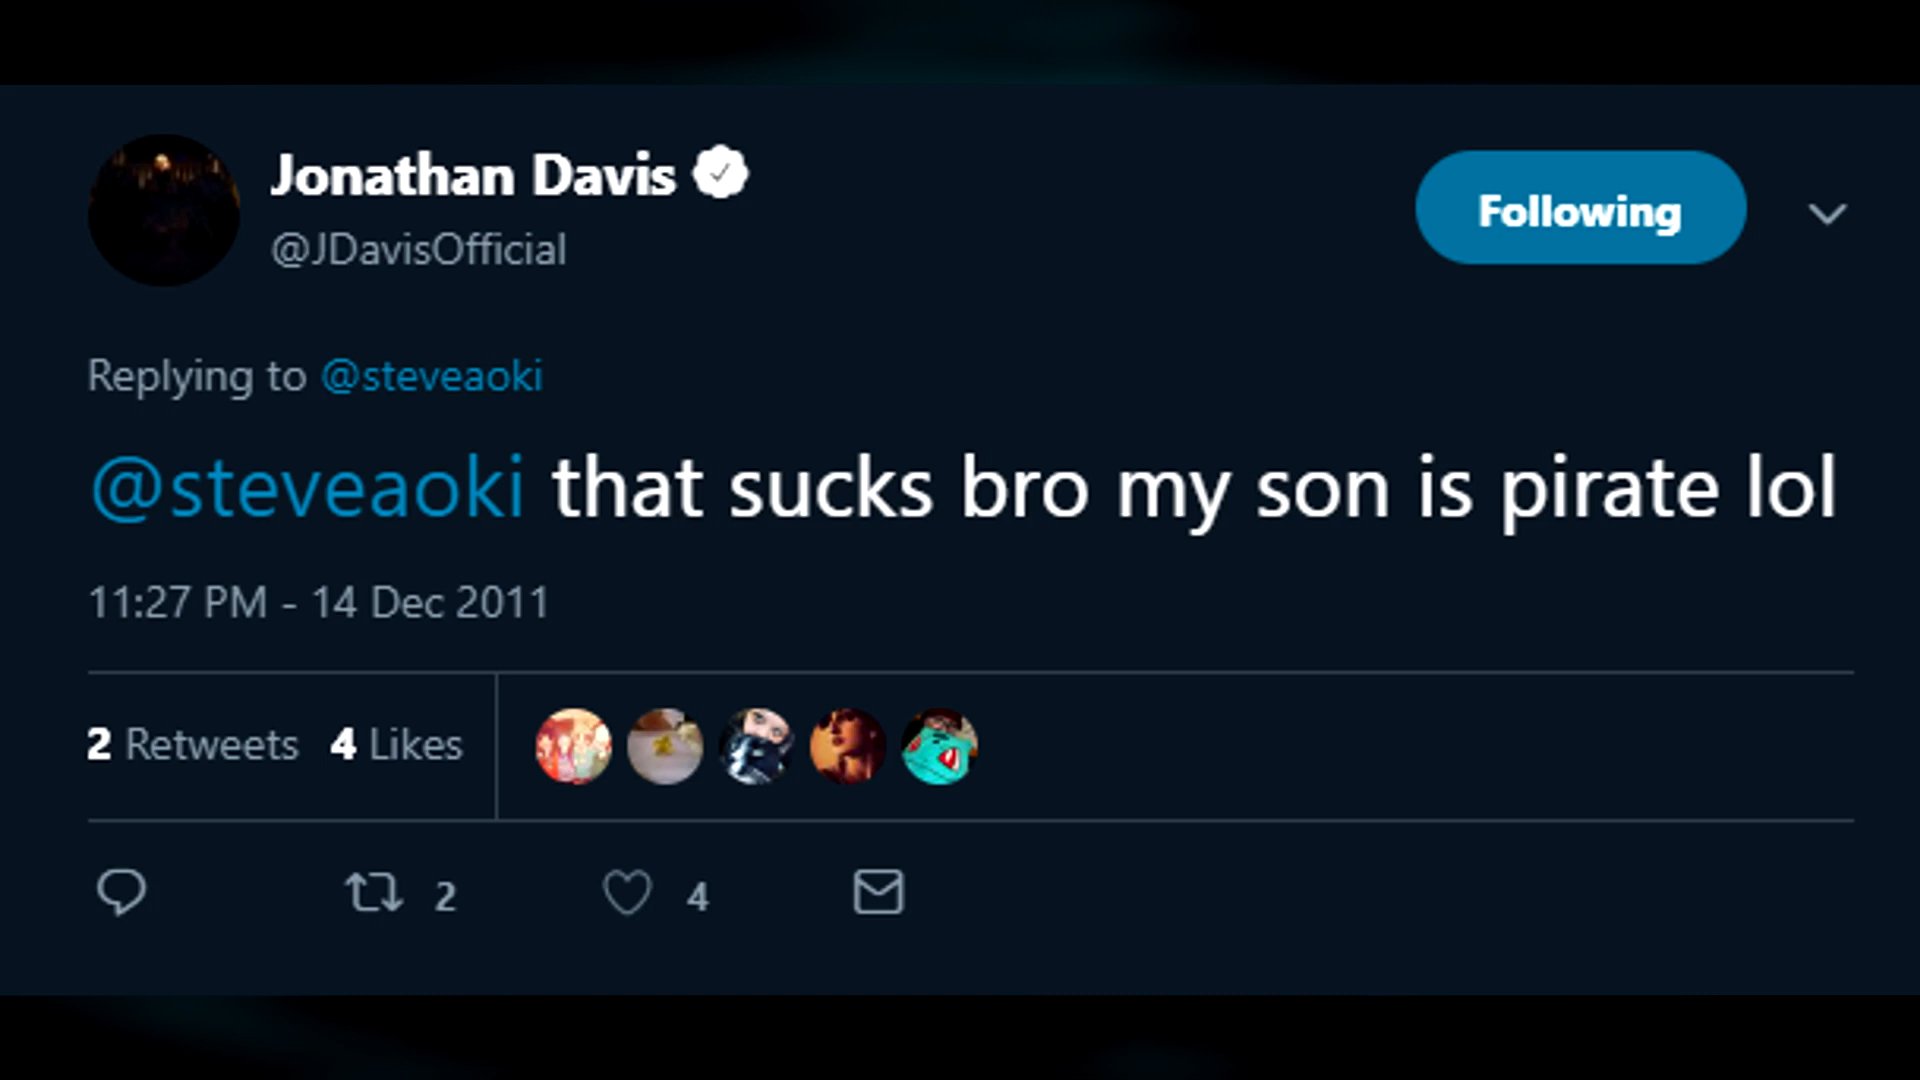 Jonathan Davis
@JDavisOfficial
Following
Replying to @steveaoki
@steveaoki that sucks bro my son is pirate lol
11:27 PM - 14 Dec 2011
2 Retweets 4 Likes
2 4